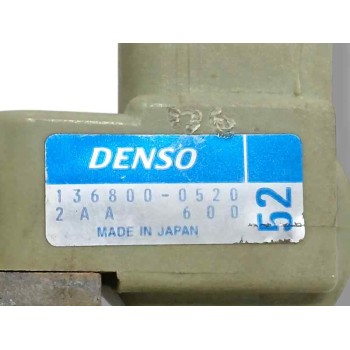 DENSO
136800-0520
2AA 600
MADE IN JAPAN
52